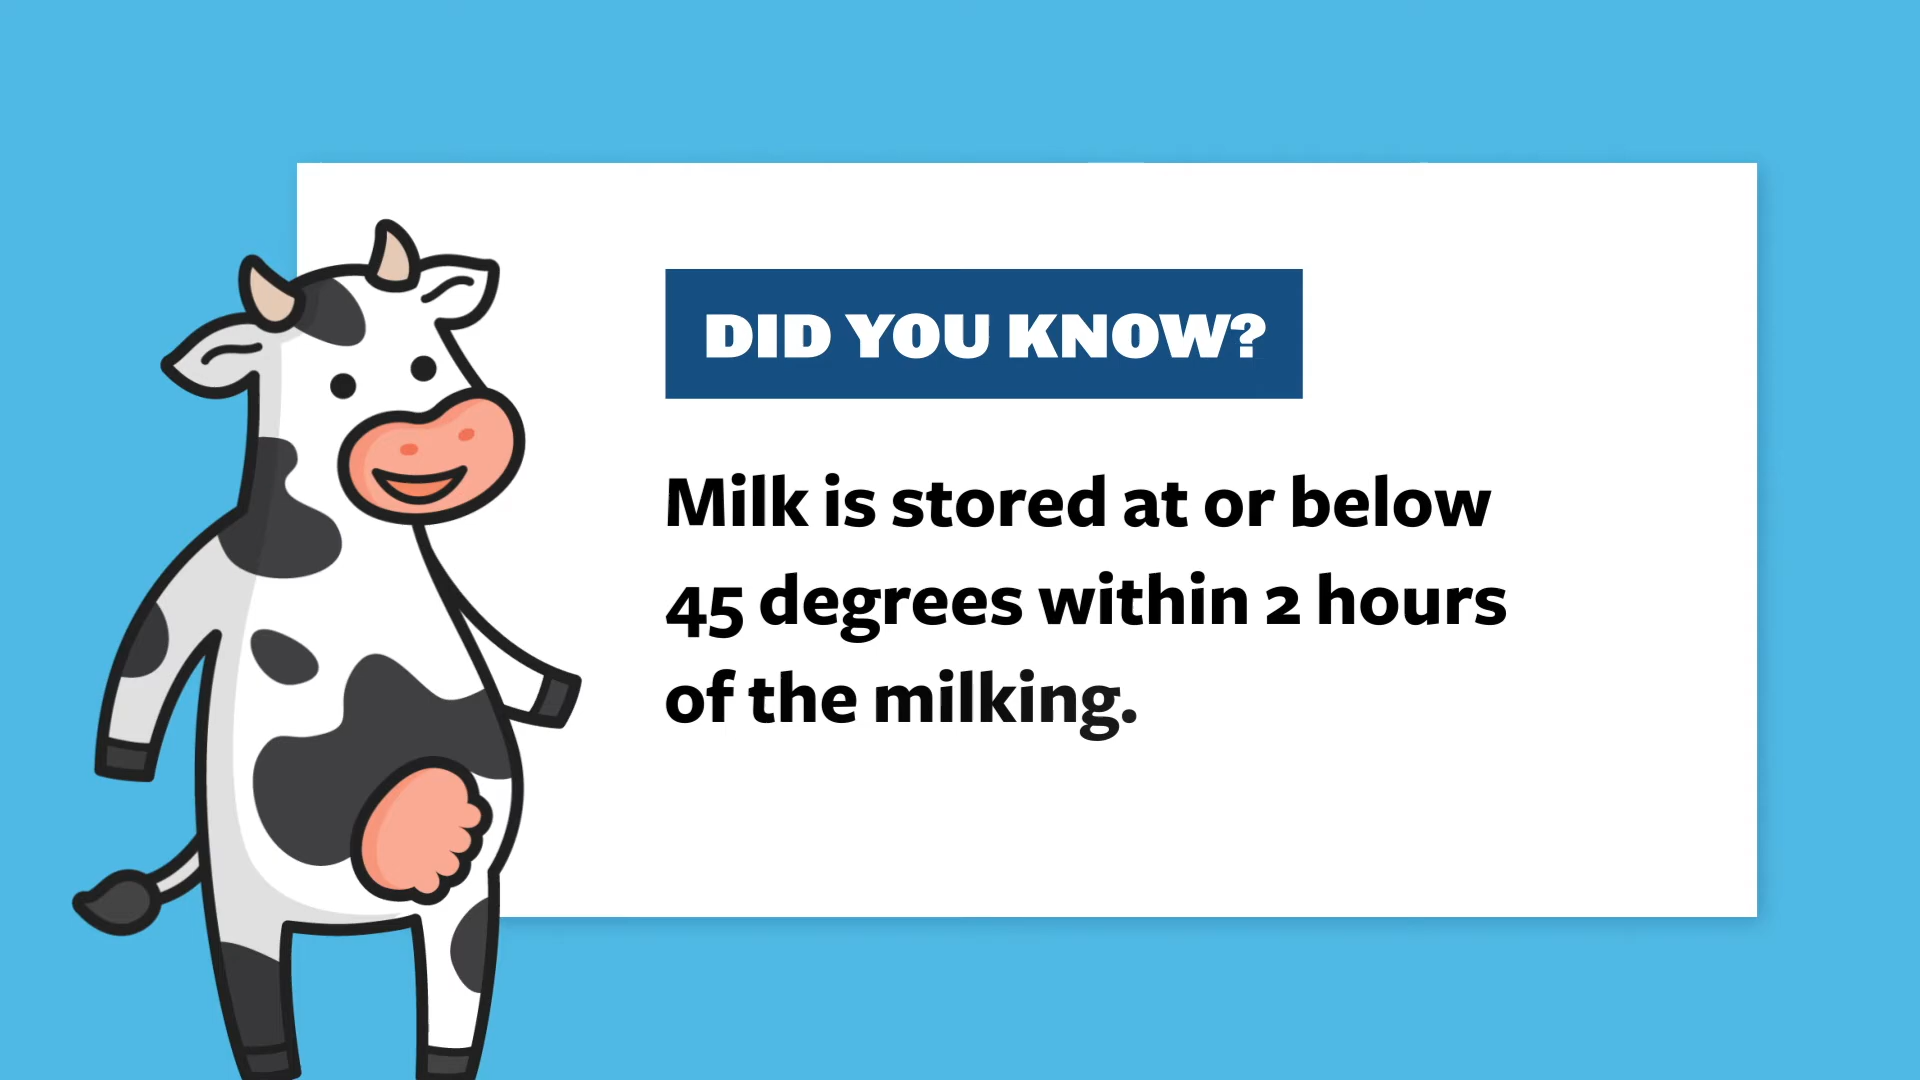 DID YOU KNOW?
Milk is stored at or below
45 degrees within 2 hours
of the milking.